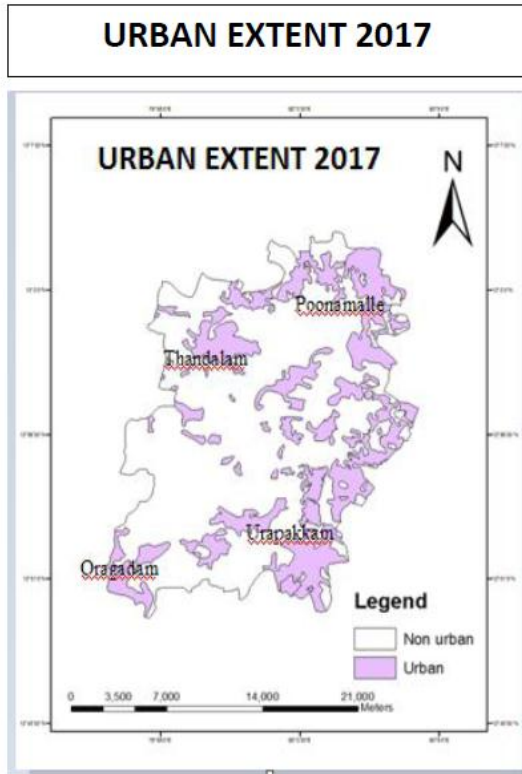 URBAN EXTENT 2017
URBAN EXTENT 2017
N
Poonamalle
Thandalam
Urapakkam
Oragadam
Legend
Non urban
Urban
0 3,500 7,000 14,000 21,000
Meters